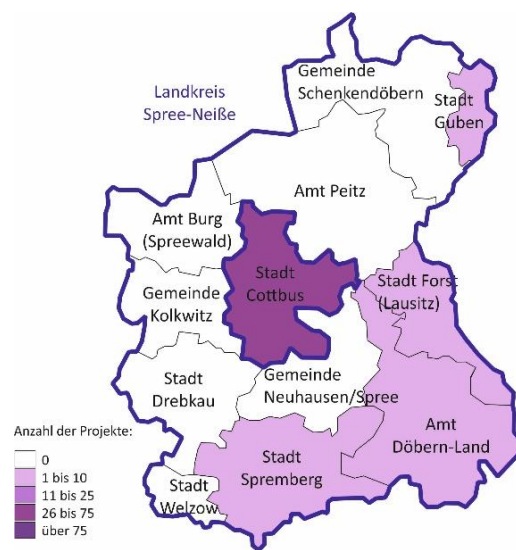 Landkreis
Spree-Neiße
Gemeinde
Schenkendöbern
Stadt
Guben
Amt Peitz
Amt Burg
(Spreewald)
Stadt
Cottbus
Stadt Forst
(Lausitz)
Gemeinde
Kolkwitz
Gemeinde
Neuhausen/Spree
Stadt
Drebkau
Amt
Döbern-Land
Stadt
Spremberg
Stadt
Welzow
Anzahl der Projekte:
0
1 bis 10
11 bis 25
26 bis 75
über 75